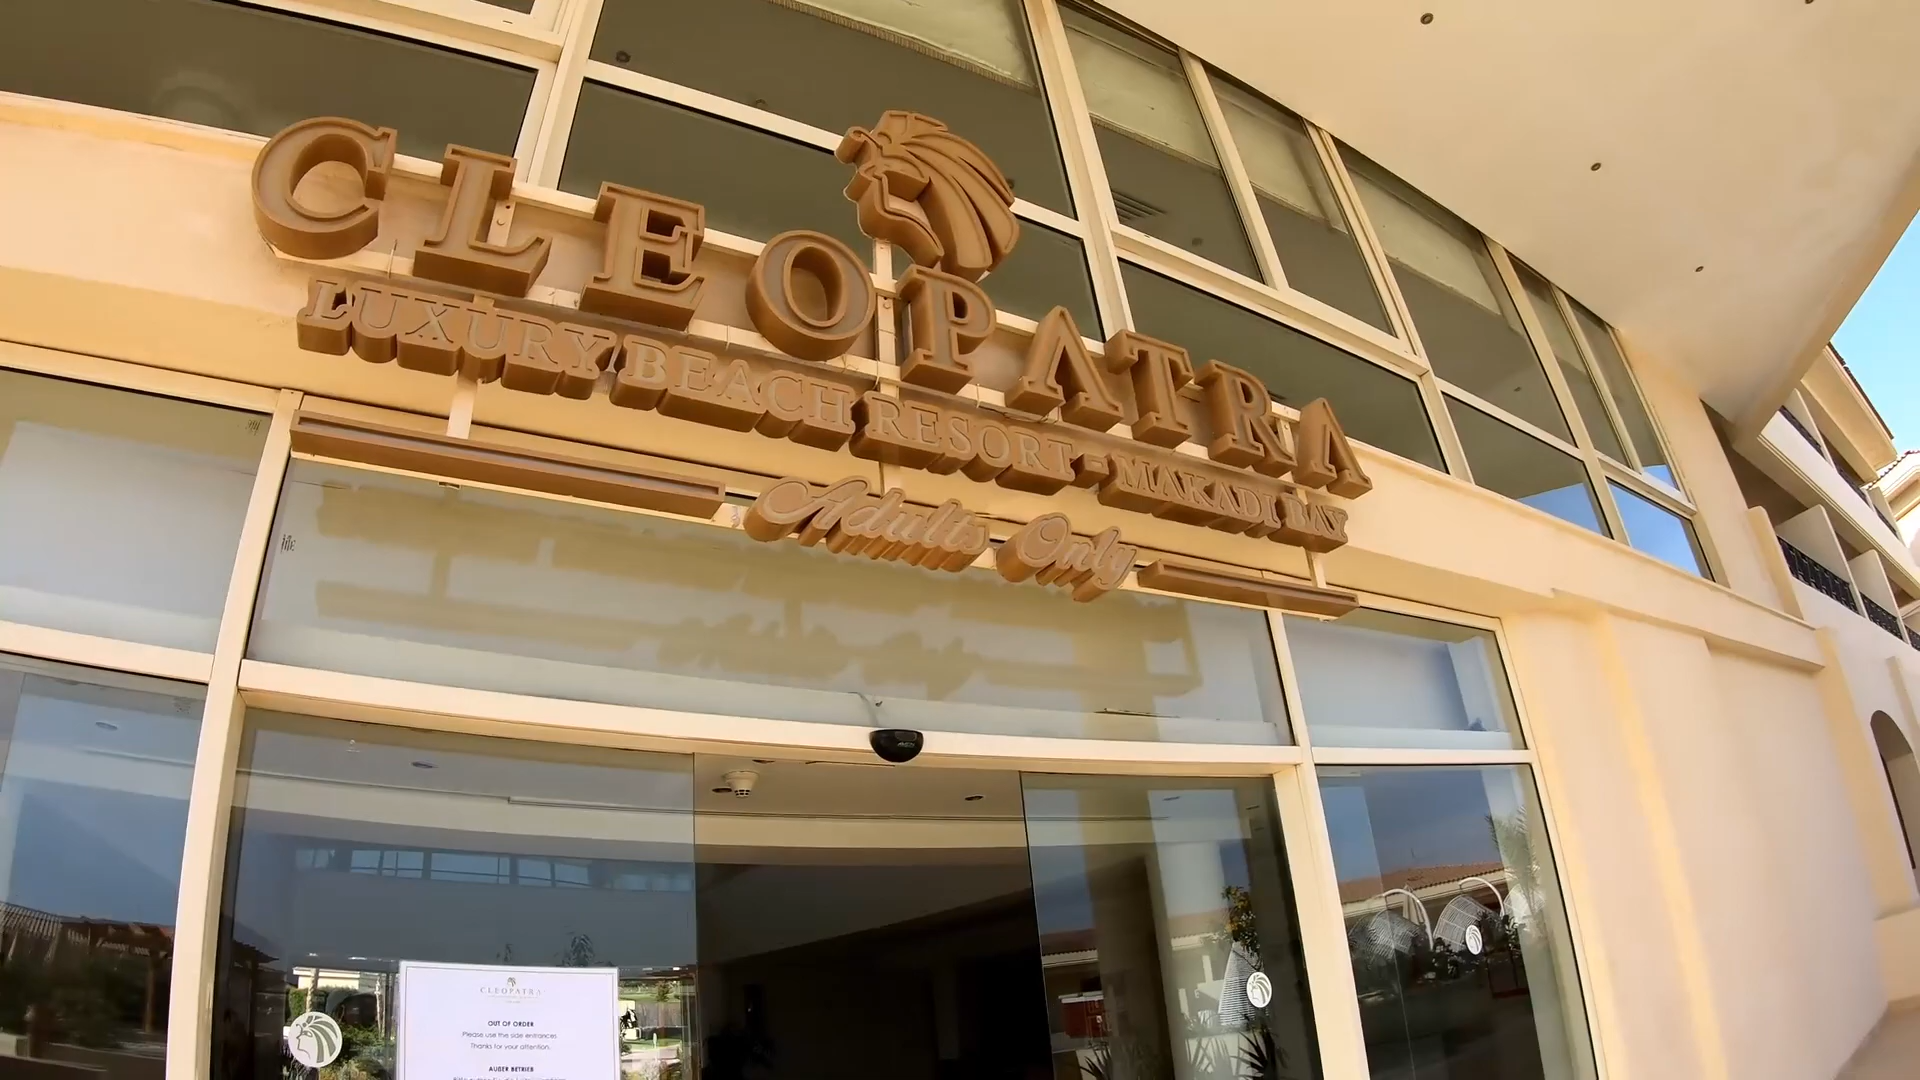 CLEOPATRA
LUXURY BEACH RESORT - MAKADI BAY
Adults Only
CLEOPATRA
OUT OF ORDER
Please use the side entrances
Thanks for your attention.
AUßER BETRIEB